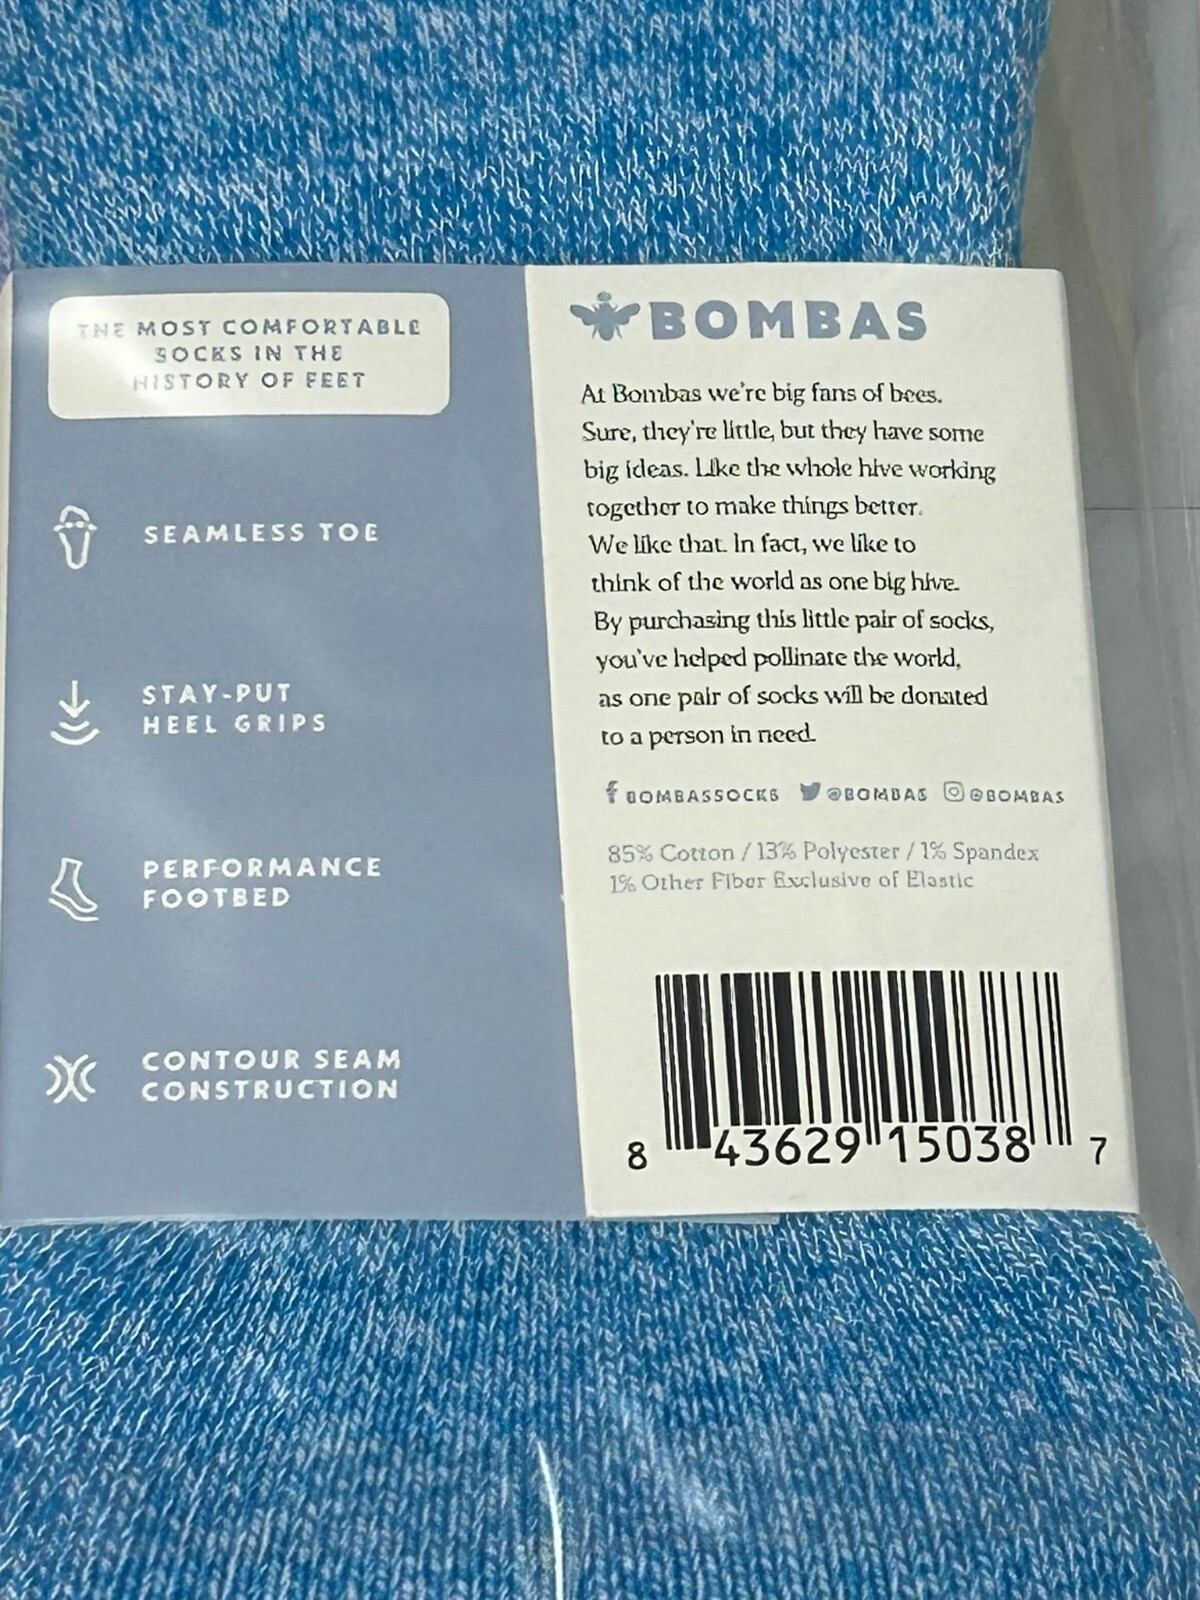 THE MOST COMFORTABLE
SOCKS IN THE
HISTORY OF FEET
SEAMLESS TOE
STAY-PUT
HEEL GRIPS
PERFORMANCE
FOOTBED
CONTOUR SEAM
CONSTRUCTION
BOMBAS
At Bombas we're big fans of bees.
Sure, they're little, but they have some
big ideas. Like the whole hive working
together to make things better.
We like that. In fact, we like to
think of the world as one big hive.
By purchasing this little pair of socks,
you've helped pollinate the world,
as one pair of socks will be donated
to a person in need.
BOMBASSOCKS @BOMBAS @BOMBAS
85% Cotton / 13% Polyester / 1% Spandex
1% Other Fiber Exclusive of Elastic
8 43629 15038 7